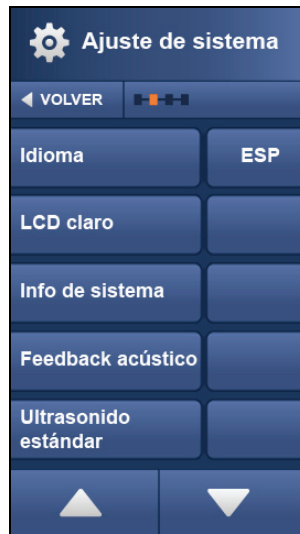 Ajuste de sistema
VOLVER
Idioma
ESP
LCD claro
Info de sistema
Feedback acústico
Ultrasonido
estándar